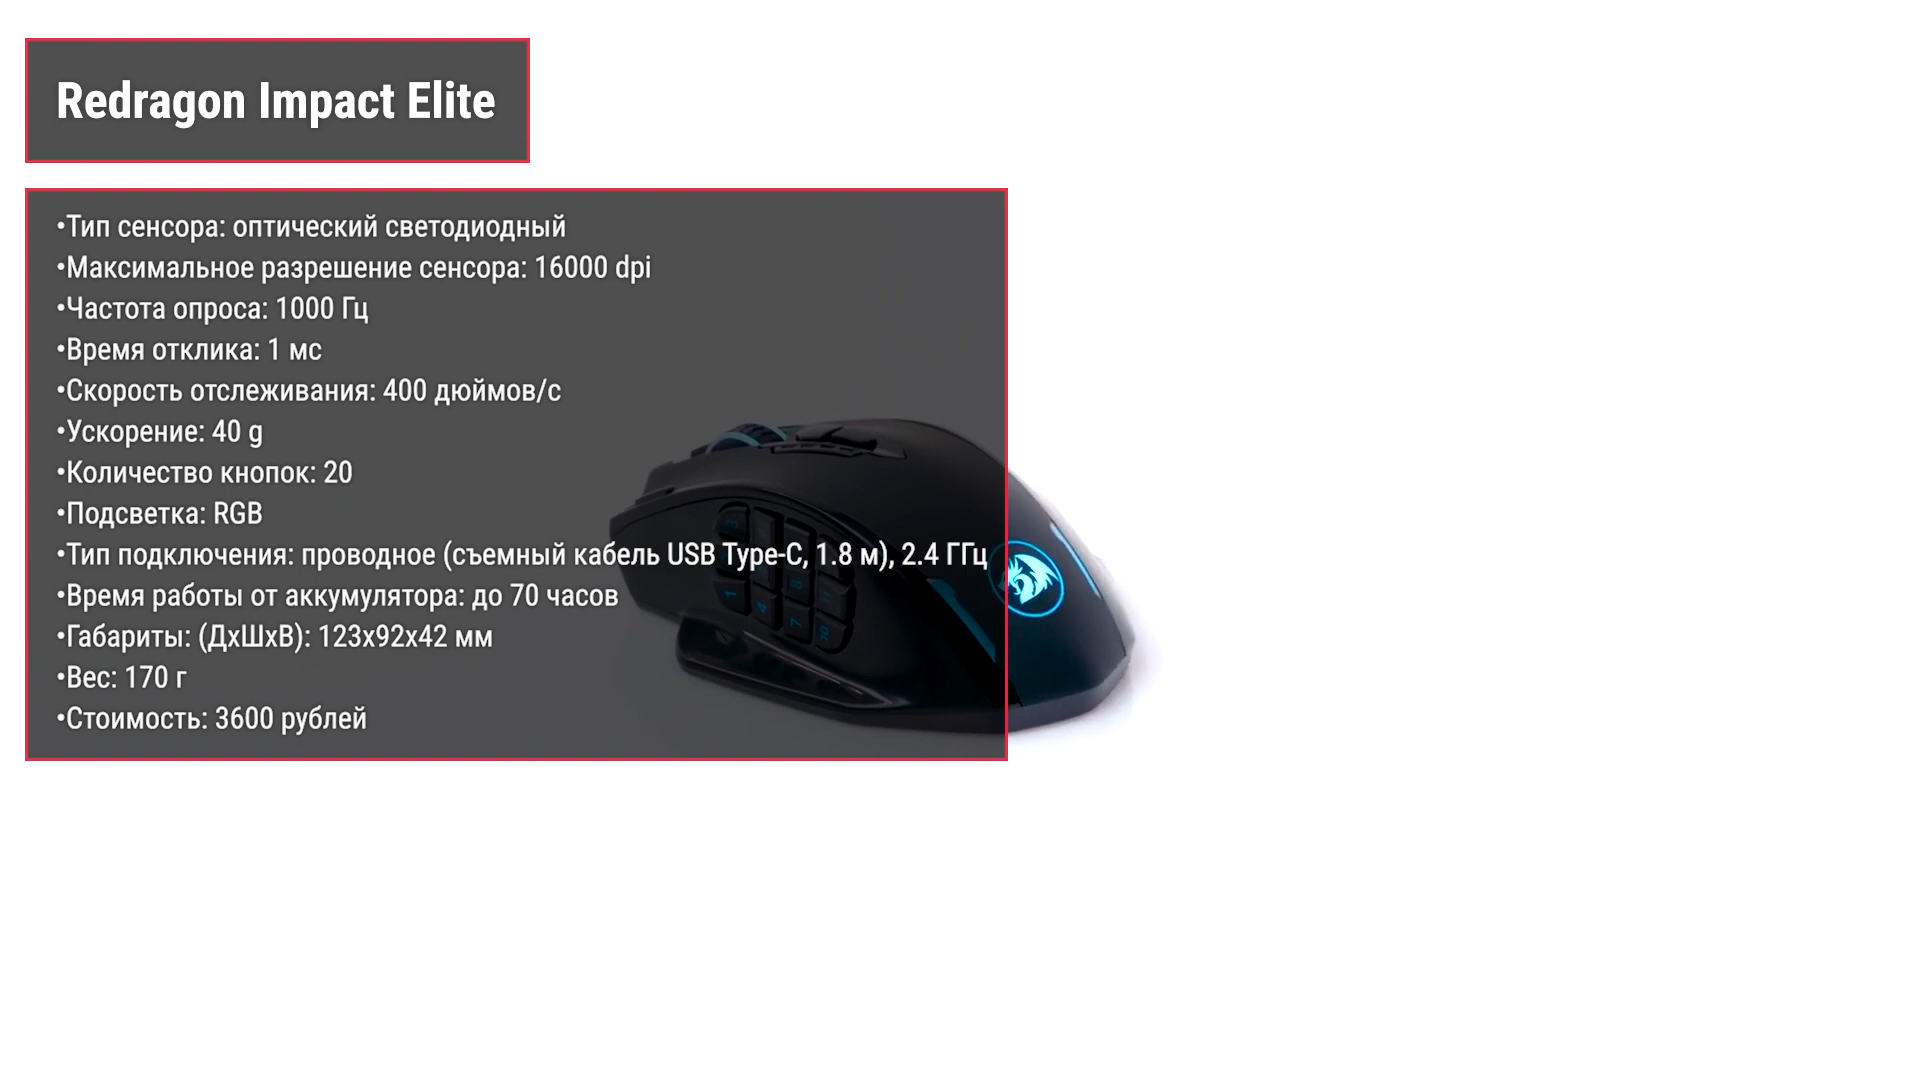 Redragon Impact Elite
•Тип сенсора: оптический светодиодный
•Максимальное разрешение сенсора: 16000 dpi
•Частота опроса: 1000 Гц
•Время отклика: 1 мс
•Скорость отслеживания: 400 дюймов/с
•Ускорение: 40 g
•Количество кнопок: 20
•Подсветка: RGB
•Тип подключения: проводное (съемный кабель USB Type-C, 1.8 м), 2.4 ГГц
•Время работы от аккумулятора: до 70 часов
•Габариты: (ДхШхВ): 123x92x42 мм
•Вес: 170 г
•Стоимость: 3600 рублей